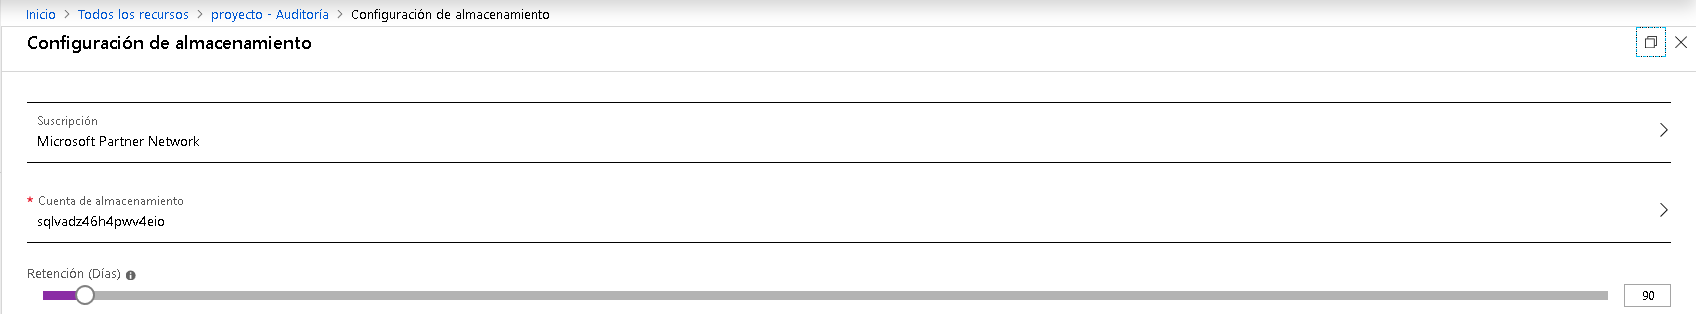 Inicio > Todos los recursos > proyecto - Auditoría > Configuración de almacenamiento
Configuración de almacenamiento
Suscripción
Microsoft Partner Network
* Cuenta de almacenamiento
sqlvadz46h4pwv4eio
Retención (Días)
90